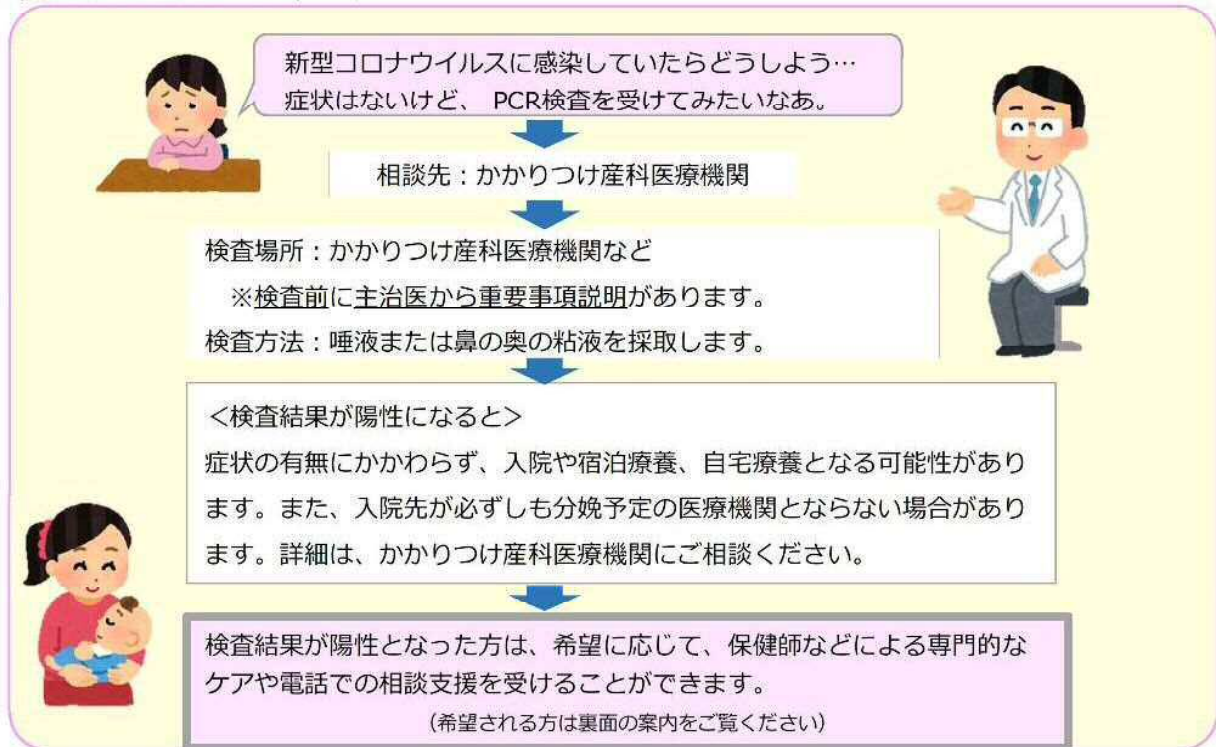 新型コロナウイルスに感染していたらどうしよう…
症状はないけど、 PCR検査を受けてみたいなあ。
相談先：かかりつけ産科医療機関
検査場所：かかりつけ産科医療機関など
※検査前に主治医から重要事項説明があります。
検査方法：唾液または鼻の奥の粘液を採取します。
＜検査結果が陽性になると＞
症状の有無にかかわらず、入院や宿泊療養、自宅療養となる可能性があり
ます。また、入院先が必ずしも分娩予定の医療機関とならない場合があり
ます。詳細は、かかりつけ産科医療機関にご相談ください。
検査結果が陽性となった方は、希望に応じて、保健師などによる専門的な
ケアや電話での相談支援を受けることができます。
（希望される方は裏面の案内をご覧ください）